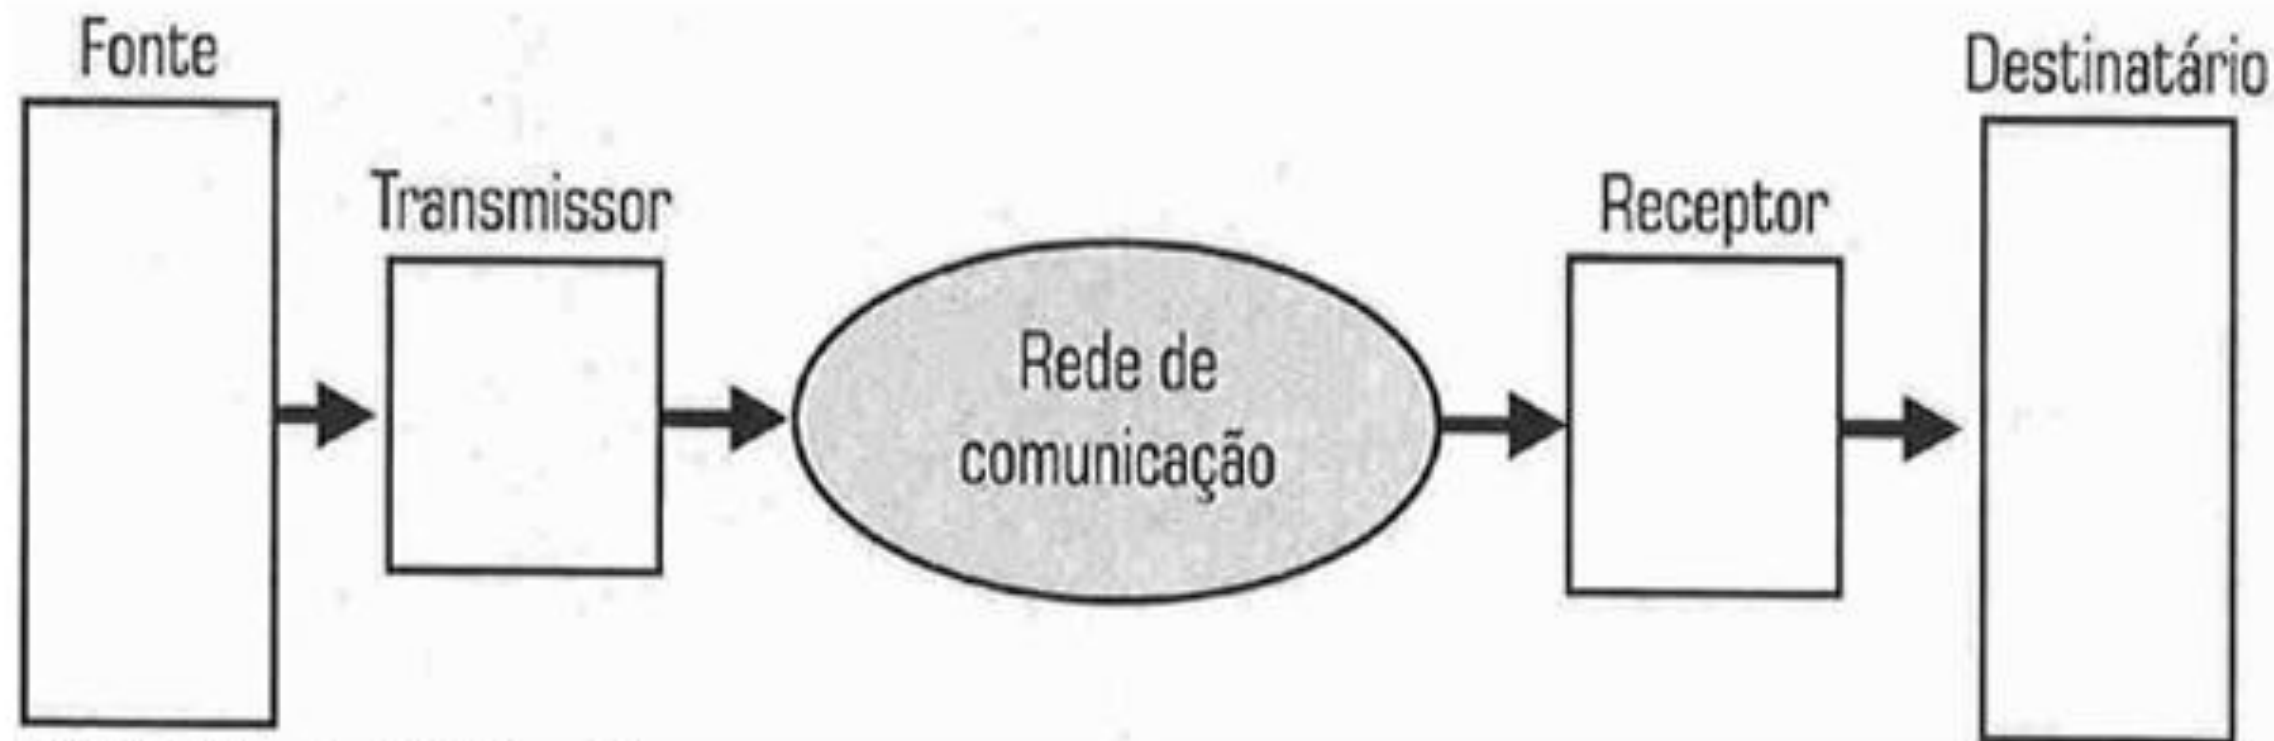 Fonte
Transmissor
Rede de
comunicação
Receptor
Destinatário